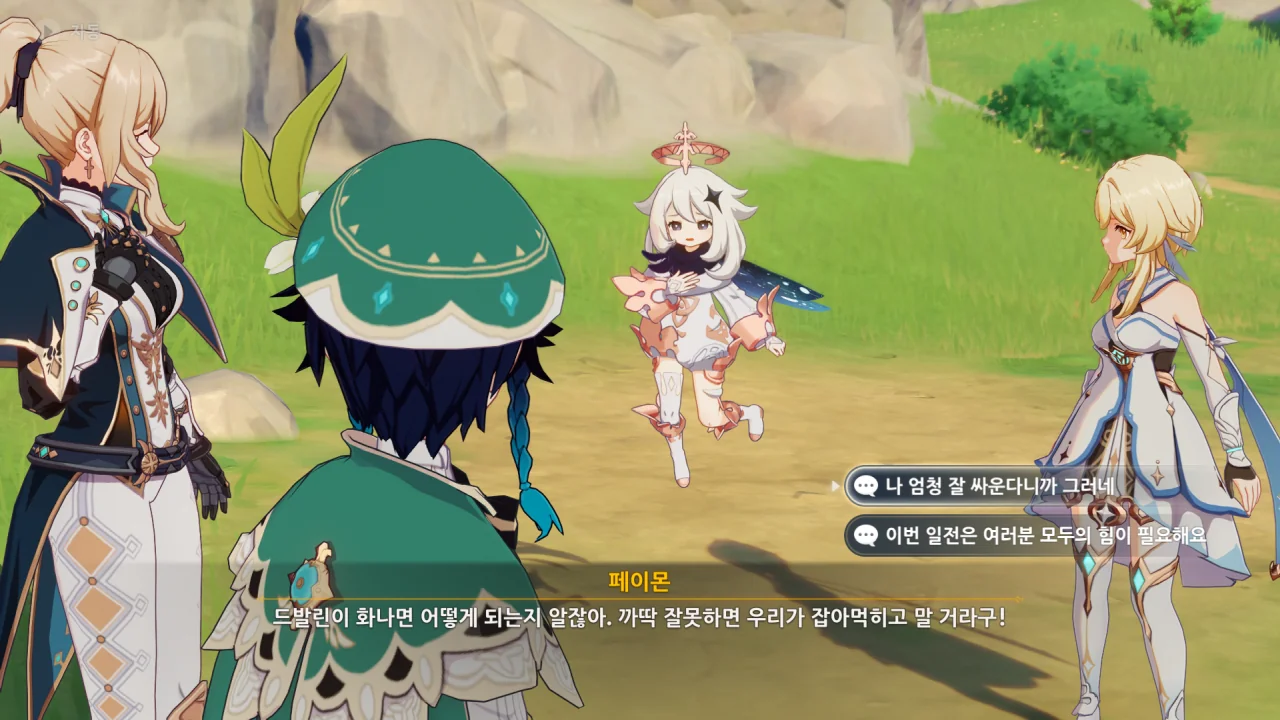 자동
나 엄청 잘 싸운다니까 그러네
이번 일전은 여러분 모두의 힘이 필요해요
페이몬
드발린이 화나면 어떻게 되는지 알잖아. 까딱 잘못하면 우리가 잡아먹히고 말 거라구!